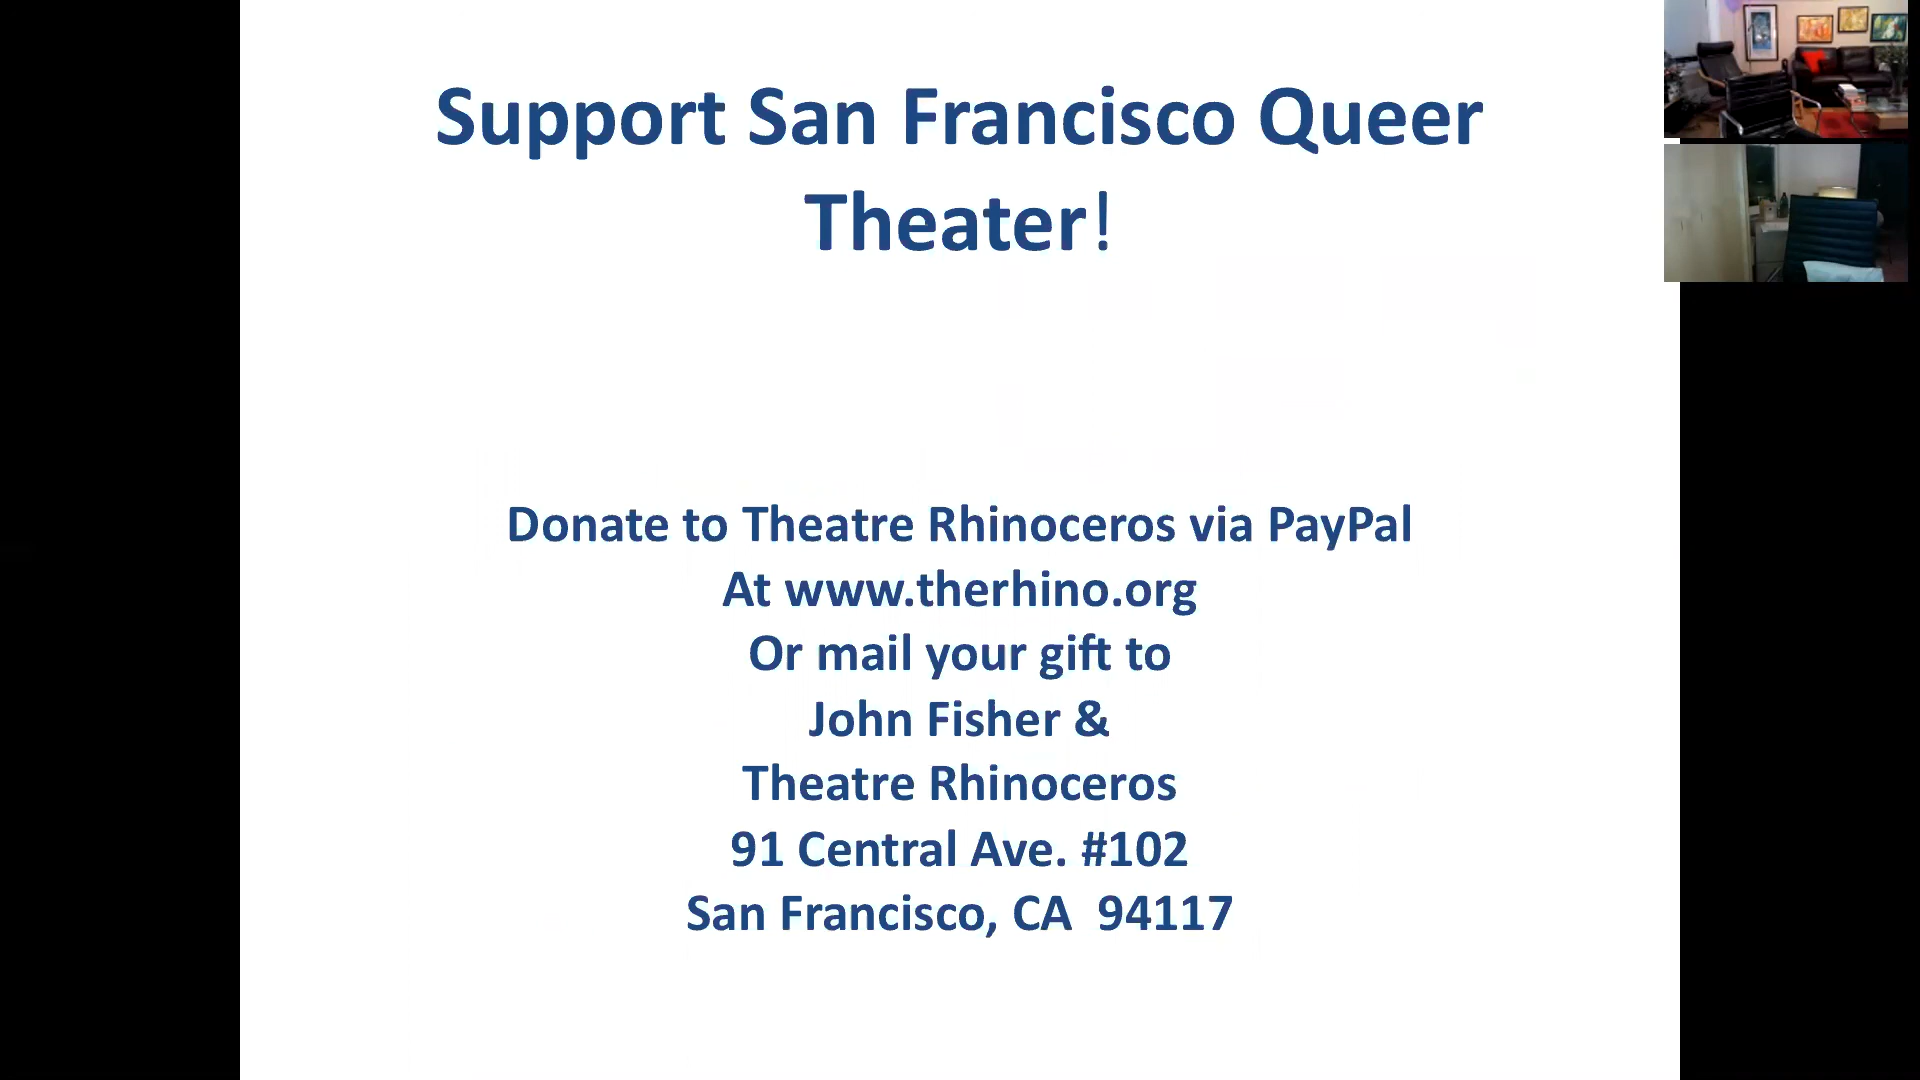 Support San Francisco Queer
Theater!
Donate to Theatre Rhinoceros via PayPal
At www.therhino.org
Or mail your gift to
John Fisher &
Theatre Rhinoceros
91 Central Ave. #102
San Francisco, CA  94117